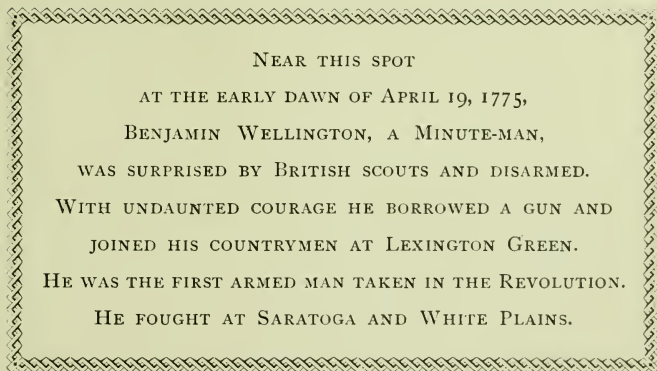 Near this spot
at the early dawn of April 19, 1775,
Benjamin Wellington, a Minute-man,
was surprised by British scouts and disarmed.
With undaunted courage he borrowed a gun and
joined his countrymen at Lexington Green.
He was the first armed man taken in the Revolution.
He fought at Saratoga and White Plains.